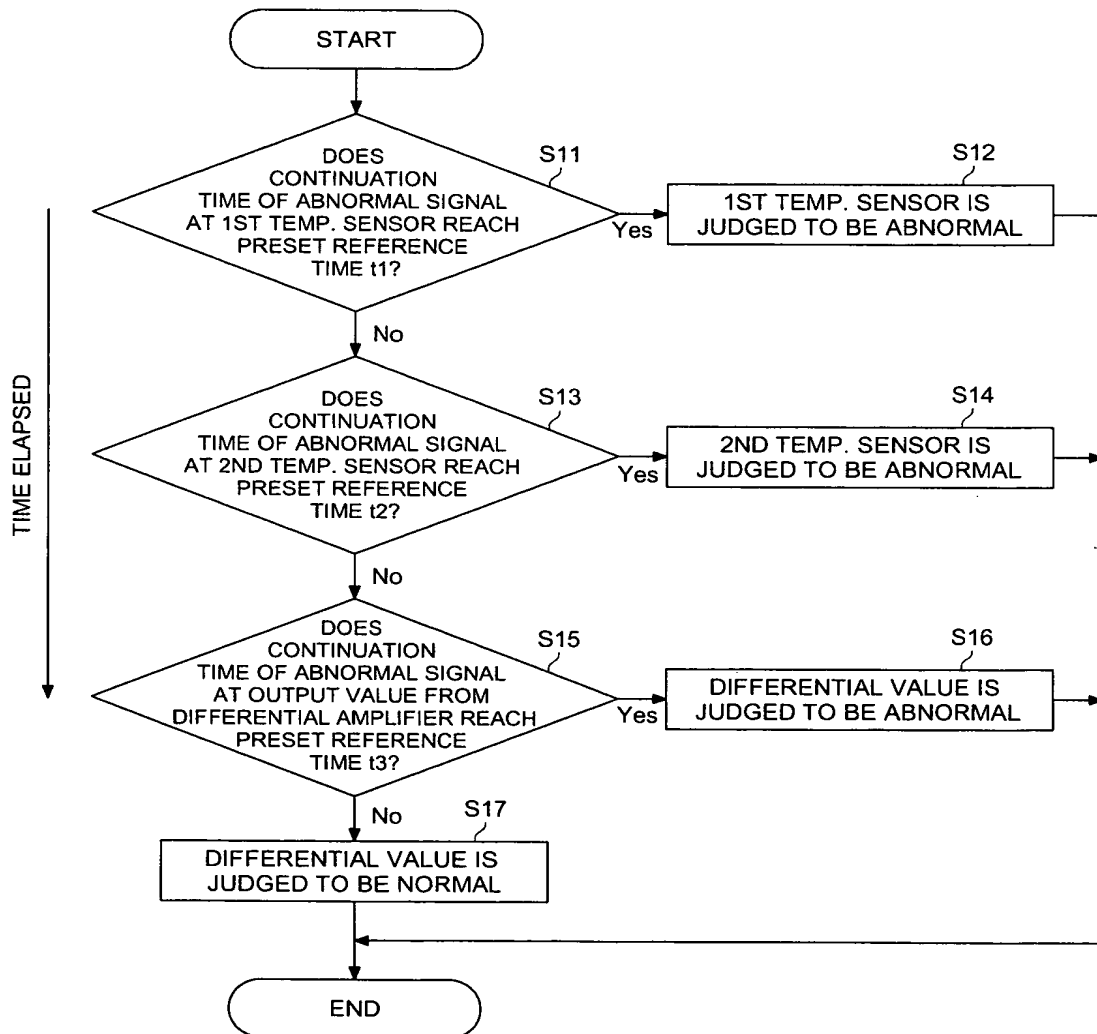 START
DOES
CONTINUATION
TIME OF ABNORMAL SIGNAL
AT 1ST TEMP. SENSOR REACH
PRESET REFERENCE
TIME t1?
S11
Yes
S12
1ST TEMP. SENSOR IS
JUDGED TO BE ABNORMAL
No
TIME ELAPSED
DOES
CONTINUATION
TIME OF ABNORMAL SIGNAL
AT 2ND TEMP. SENSOR REACH
PRESET REFERENCE
TIME t2?
S13
Yes
S14
2ND TEMP. SENSOR IS
JUDGED TO BE ABNORMAL
No
DOES
CONTINUATION
TIME OF ABNORMAL SIGNAL
AT OUTPUT VALUE FROM
DIFFERENTIAL AMPLIFIER REACH
PRESET REFERENCE
TIME t3?
S15
Yes
S16
DIFFERENTIAL VALUE IS
JUDGED TO BE ABNORMAL
No
S17
DIFFERENTIAL VALUE IS
JUDGED TO BE NORMAL
END